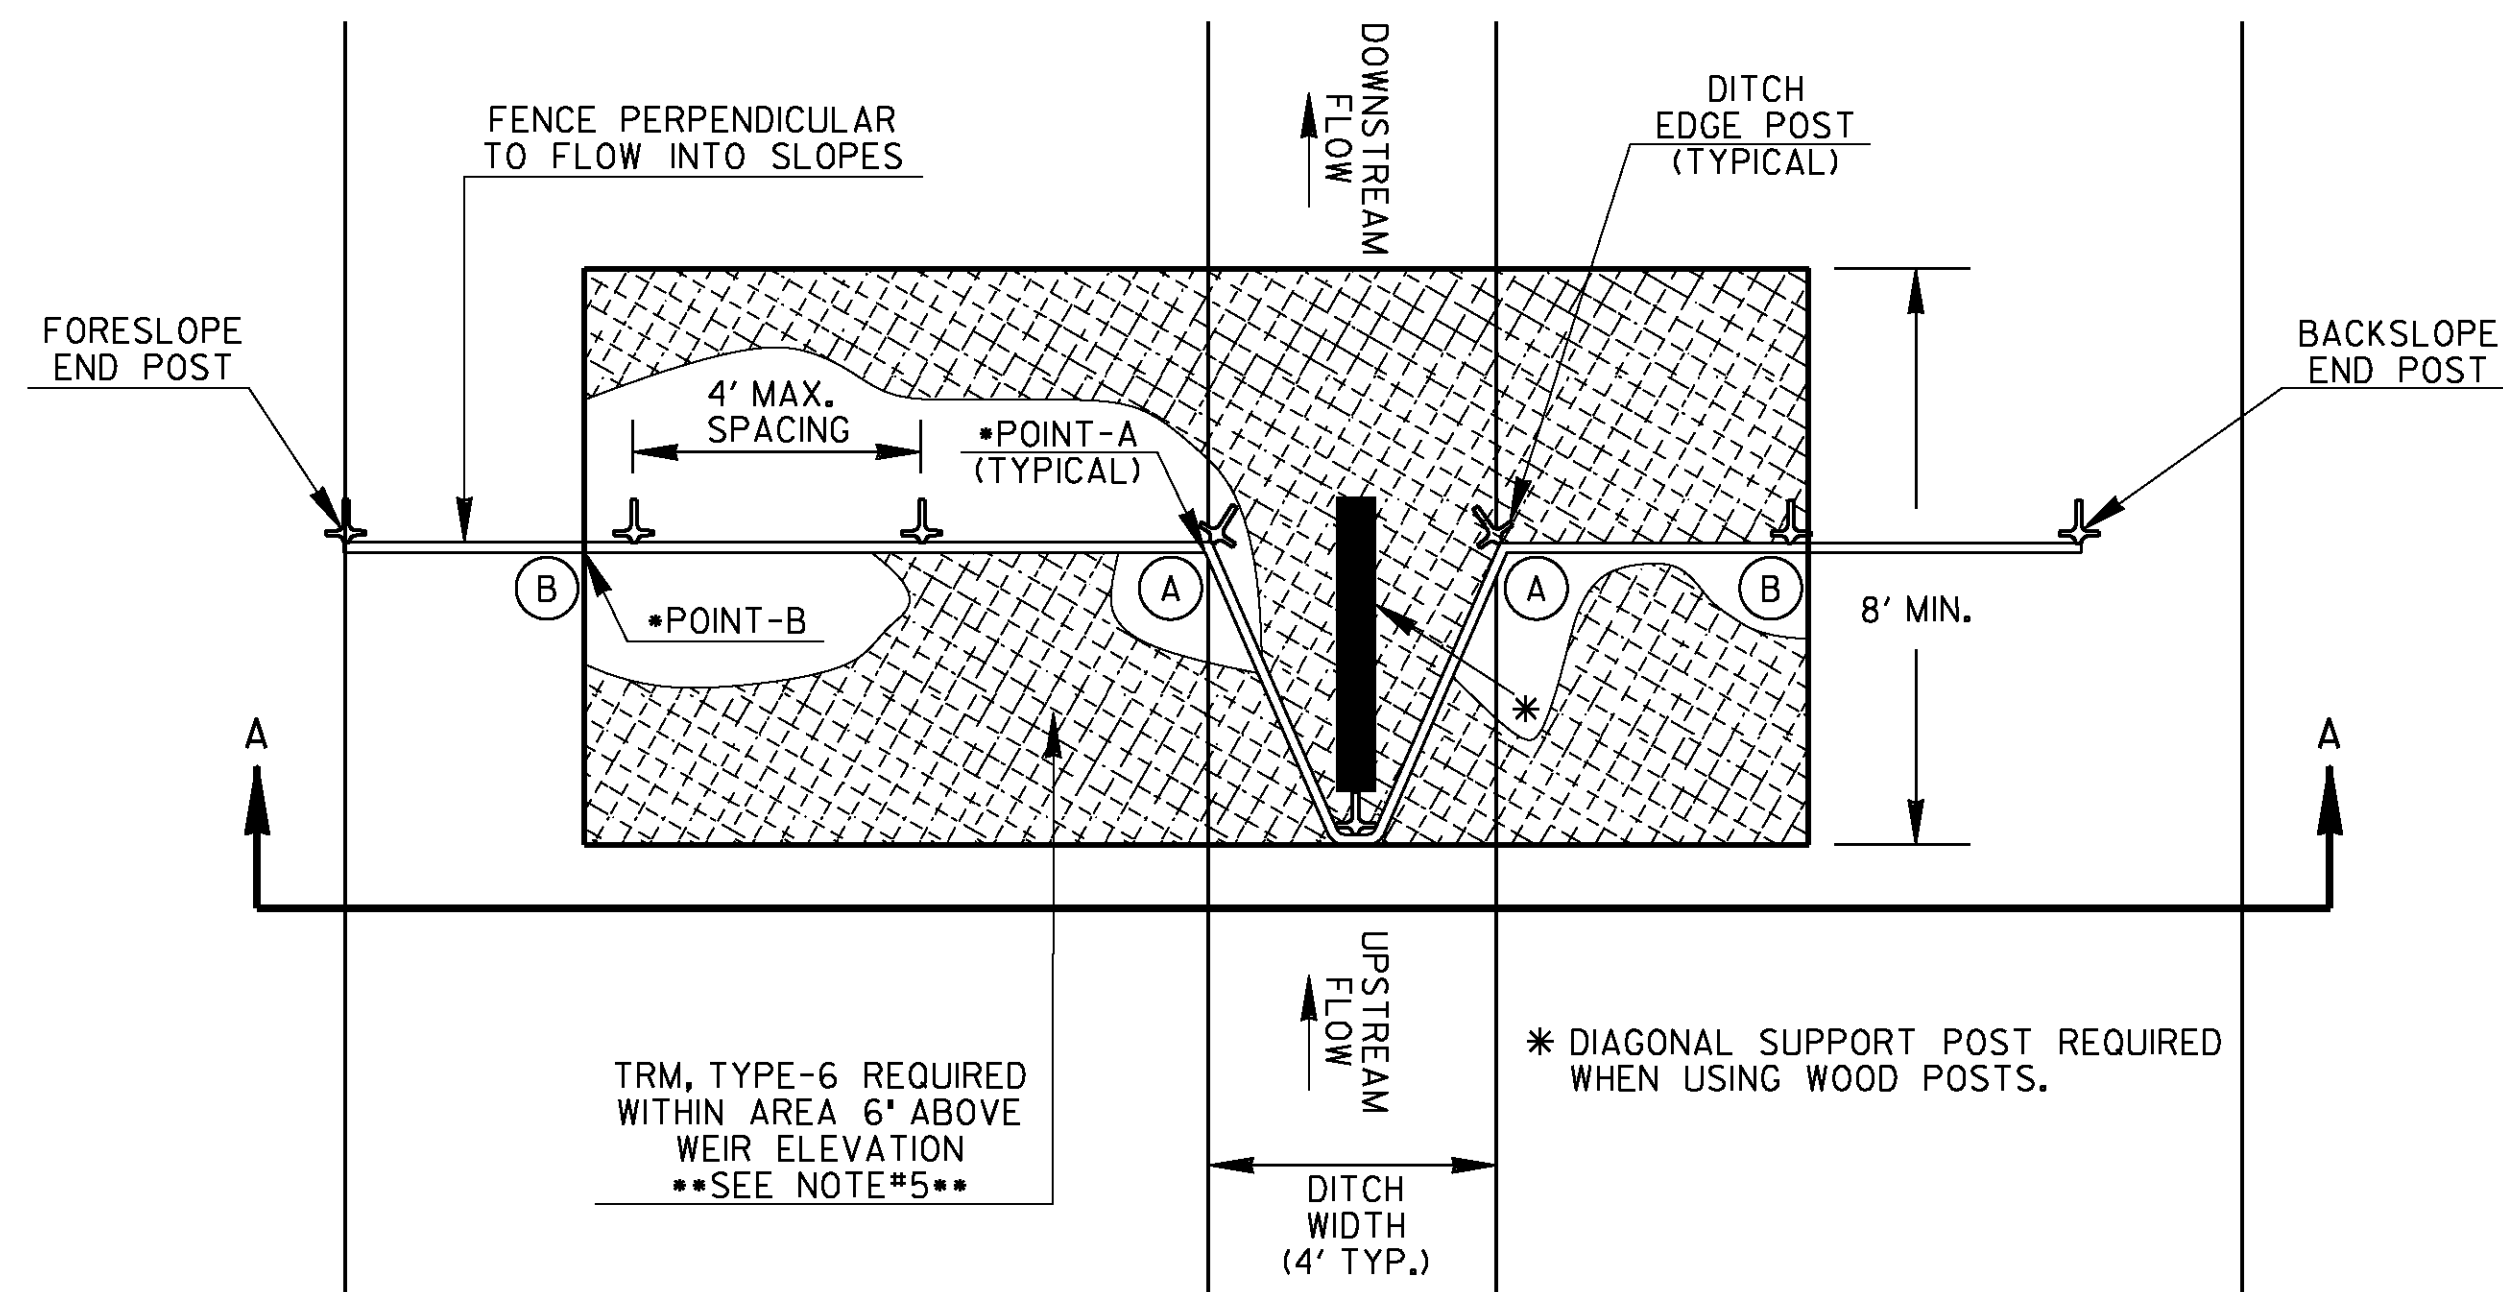 DOWNSTREAM
FLOW
DITCH
EDGE POST
(TYPICAL)
FENCE PERPENDICULAR
TO FLOW INTO SLOPES
FORESLOPE
END POST
BACKSLOPE
END POST
4' MAX.
SPACING
*POINT-A
(TYPICAL)
B
A
A
B
*POINT-B
8' MIN.
*
A
A
UPSTREAM
FLOW
* DIAGONAL SUPPORT POST REQUIRED
WHEN USING WOOD POSTS.
TRM, TYPE-6 REQUIRED
WITHIN AREA 6" ABOVE
WEIR ELEVATION
**SEE NOTE#5**
DITCH
WIDTH
(4' TYP.)